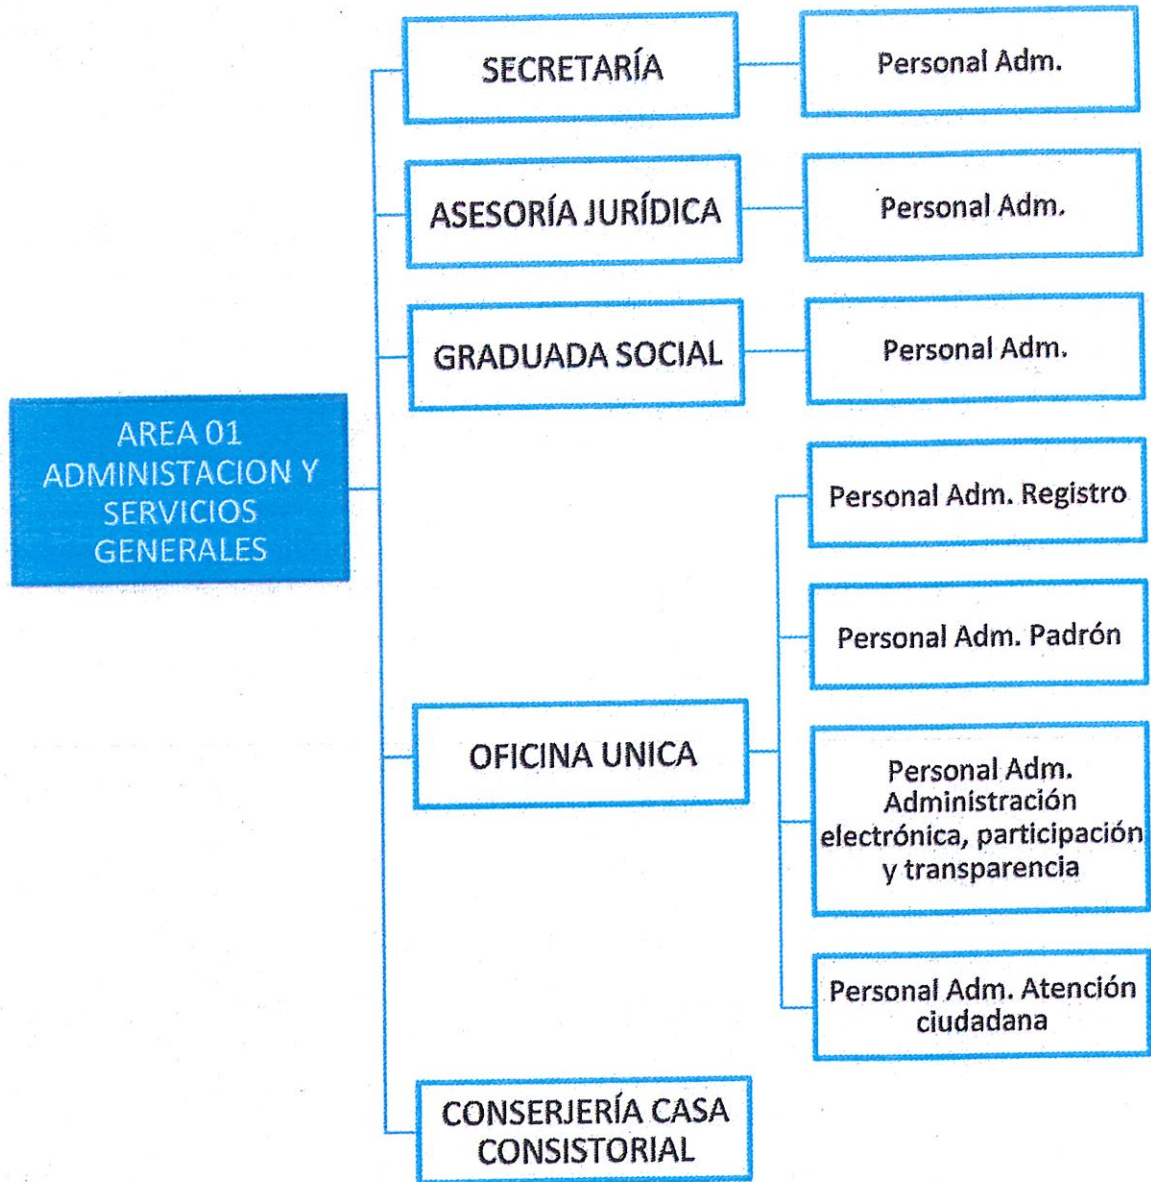 SECRETARÍA
Personal Adm.
ASESORÍA JURÍDICA
Personal Adm.
GRADUADA SOCIAL
Personal Adm.
AREA 01
ADMINISTACION Y
SERVICIOS
GENERALES
Personal Adm. Registro
Personal Adm. Padrón
OFICINA UNICA
Personal Adm.
Administración
electrónica, participación
y transparencia
Personal Adm. Atención
ciudadana
CONSERJERÍA CASA
CONSISTORIAL